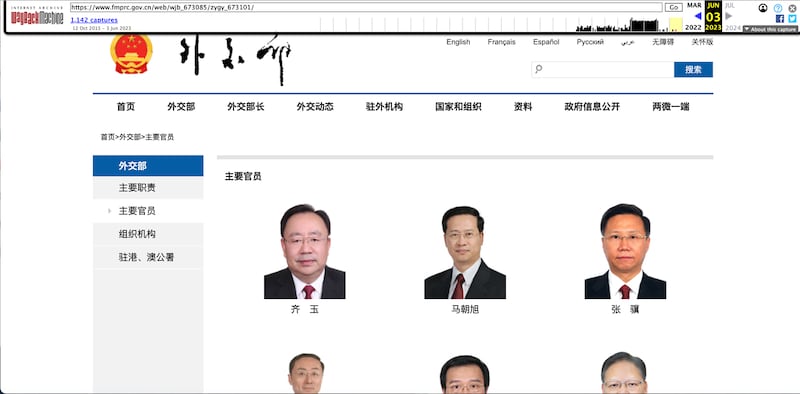 INTERNET ARCHIVE
WayBackMachine
https://www.fmprc.gov.cn/web/wjb_673085/zygy_673101/
Go
MAR
JUN
JUL
1,142 captures
03
12 Oct 2011 – 3 Jun 2023
2022
2023
2024
About this capture
English
Français
Español
Русский
عربي
无障碍
关怀版
外交部
搜索
首页
外交部
外交部长
外交动态
驻外机构
国家和组织
资料
政府信息公开
两微一端
首页>外交部>主要官员
外交部
主要职责
主要官员
组织机构
驻港、澳公署
主要官员
齐 玉
马朝旭
张 骥